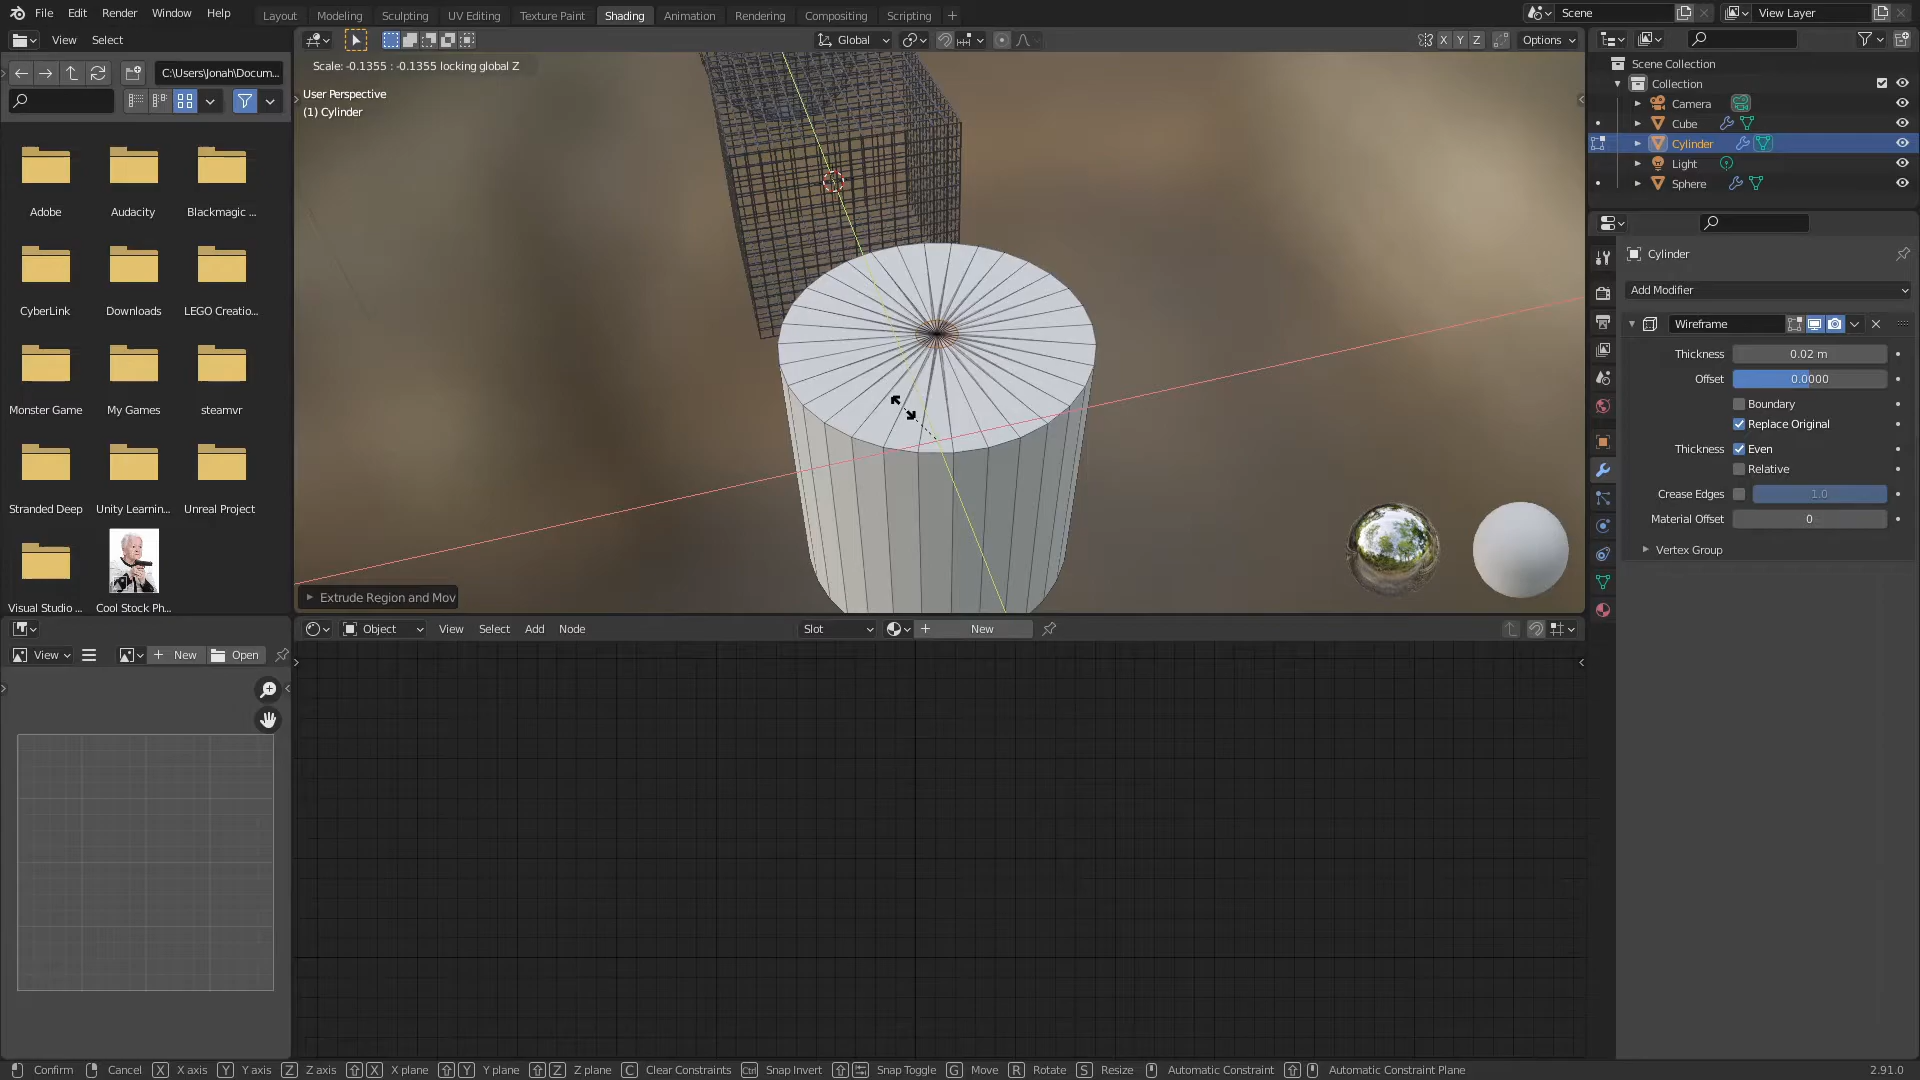 File Edit Render Window Help
Layout Modeling Sculpting UV Editing Texture Paint Shading Animation Rendering Compositing Scripting
Scene
View Layer
View Select
Global
X Y Z
Options
C:\Users\Jonah\Docum...
Adobe Audacity Blackmagic ...
CyberLink Downloads LEGO Creatio...
Monster Game My Games steamvr
Stranded Deep Unity Learnin... Unreal Project
Visual Studio ... Cool Stock Ph...
Scale: -0.1355 : -0.1355 locking global Z
User Perspective
(1) Cylinder
Extrude Region and Mov
Scene Collection
Collection
Camera
Cube
Cylinder
Light
Sphere
Cylinder
Add Modifier
Wireframe
Thickness 0.02 m
Offset 0.0000
Boundary
Replace Original
Thickness Even
Relative
Crease Edges 1.0
Material Offset 0
Vertex Group
Object View Select Add Node Slot New
View New Open
Confirm Cancel X X axis Y Y axis Z Z axis X X plane Y Y plane Z Z plane C Clear Constraints Ctrl Snap Invert Snap Toggle G Move R Rotate S Resize Automatic Constraint Automatic Constraint Plane
2.91.0